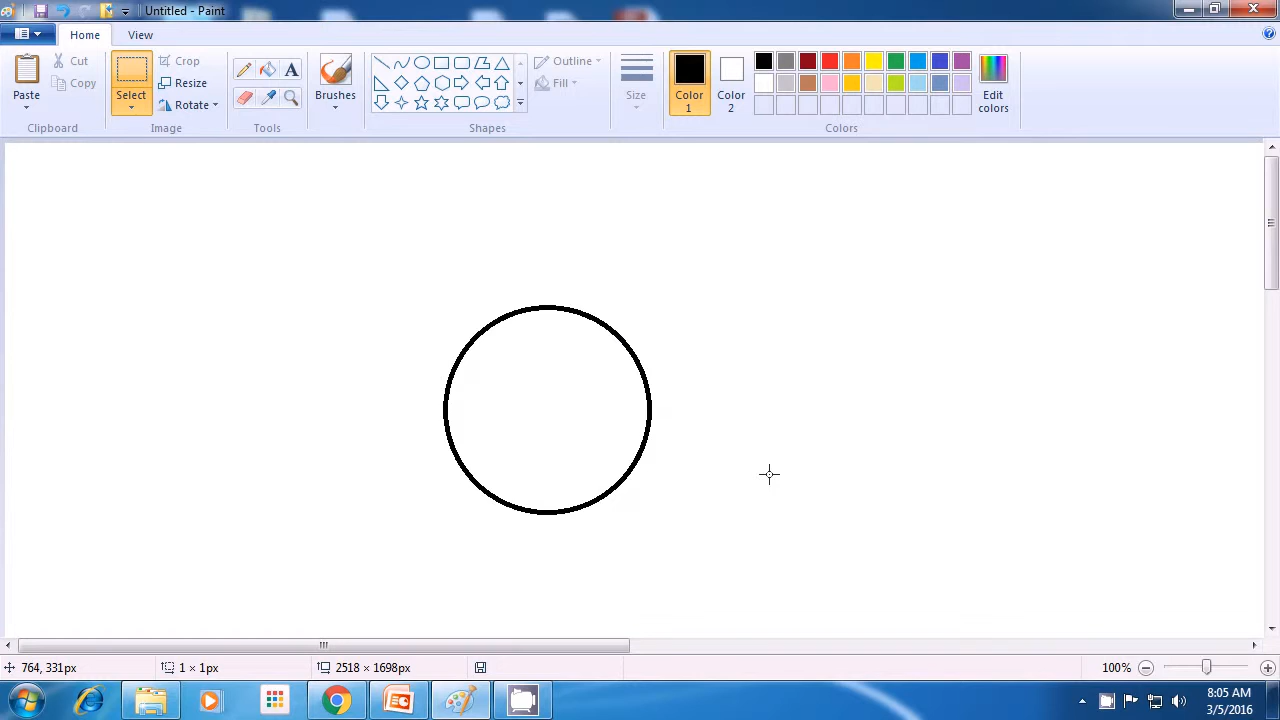 Untitled - Paint
Home View
Paste
Cut
Copy
Clipboard
Select
Crop
Resize
Rotate
Image
A
Tools
Brushes
Outline
Fill
Shapes
Size
Color 1
Color 2
Edit colors
Colors
764, 331px
1 × 1px
2518 × 1698px
100%
8:05 AM
3/5/2016